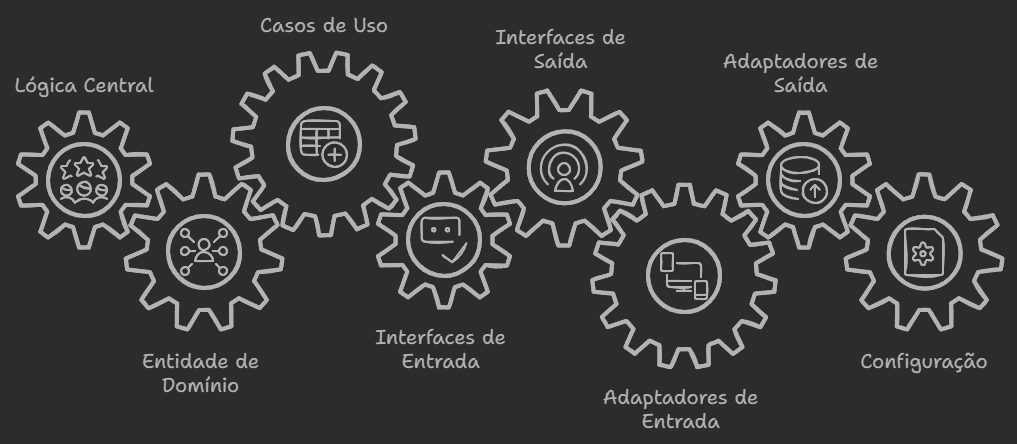 Lógica Central
Entidade de
Domínio
Casos de Uso
Interfaces de
Entrada
Interfaces de
Saída
Adaptadores de
Entrada
Adaptadores de
Saída
Configuração